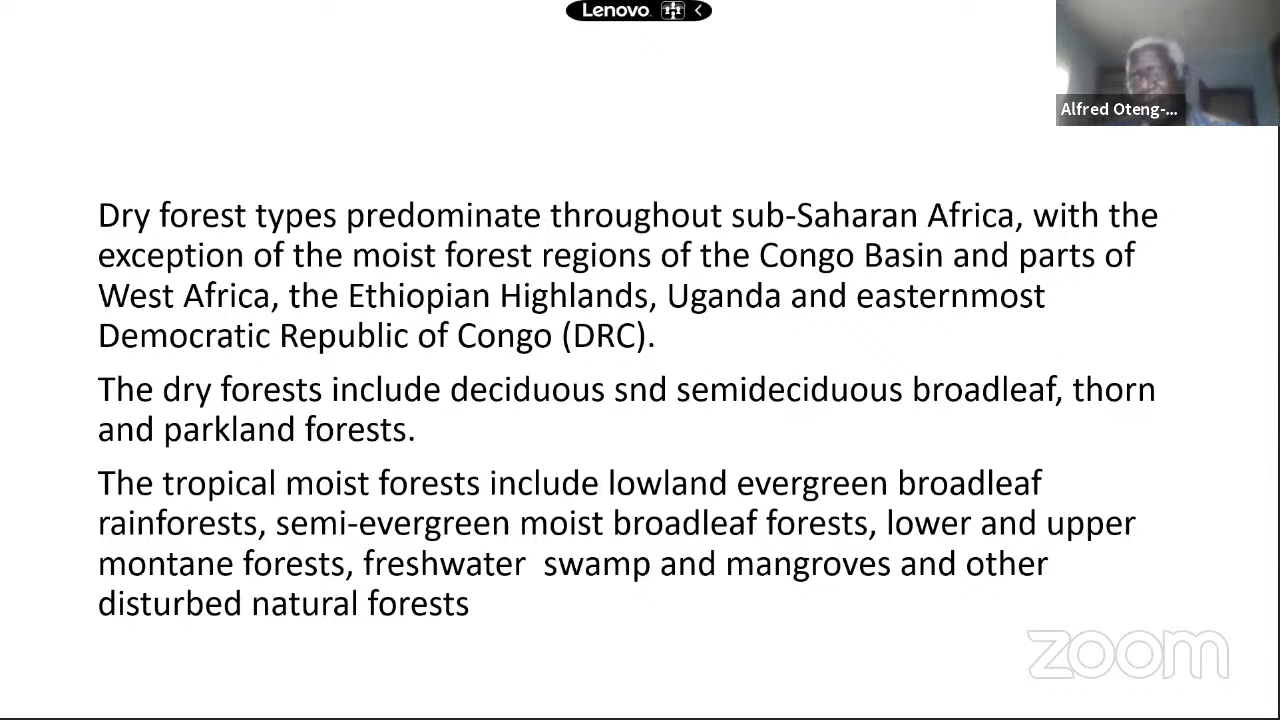 Lenovo
Alfred Oteng-...
Dry forest types predominate throughout sub-Saharan Africa, with the
exception of the moist forest regions of the Congo Basin and parts of
West Africa, the Ethiopian Highlands, Uganda and easternmost
Democratic Republic of Congo (DRC).
The dry forests include deciduous snd semideciduous broadleaf, thorn
and parkland forests.
The tropical moist forests include lowland evergreen broadleaf
rainforests, semi-evergreen moist broadleaf forests, lower and upper
montane forests, freshwater  swamp and mangroves and other
disturbed natural forests
zoom